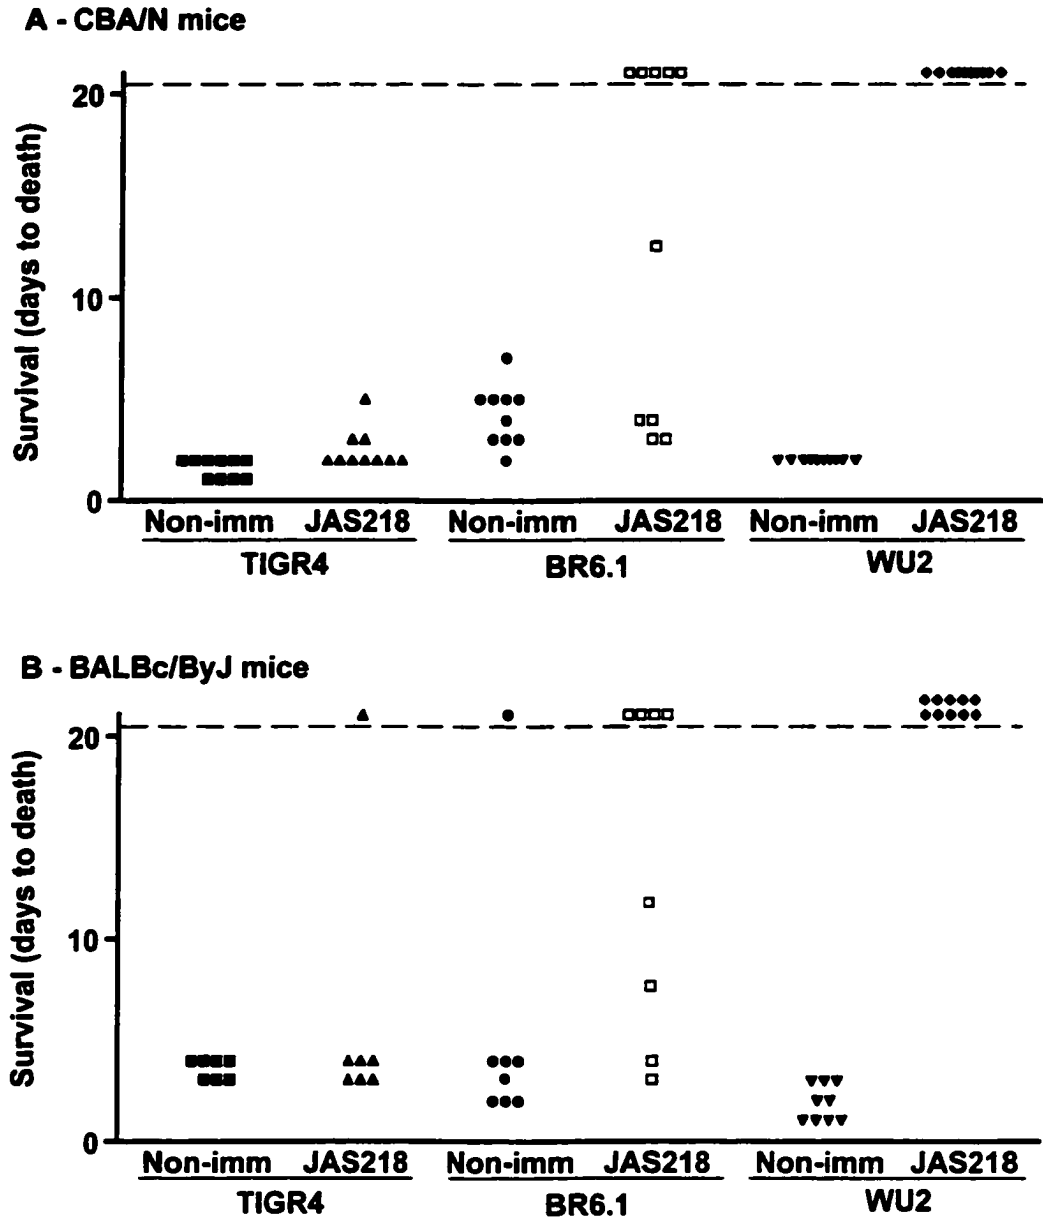 A - CBA/N mice
Survival (days to death)
20
10
0
Non-imm JAS218 Non-imm JAS218 Non-imm JAS218
TIGR4 BR6.1 WU2
B - BALBc/ByJ mice
Survival (days to death)
20
10
0
Non-imm JAS218 Non-imm JAS218 Non-imm JAS218
TIGR4 BR6.1 WU2